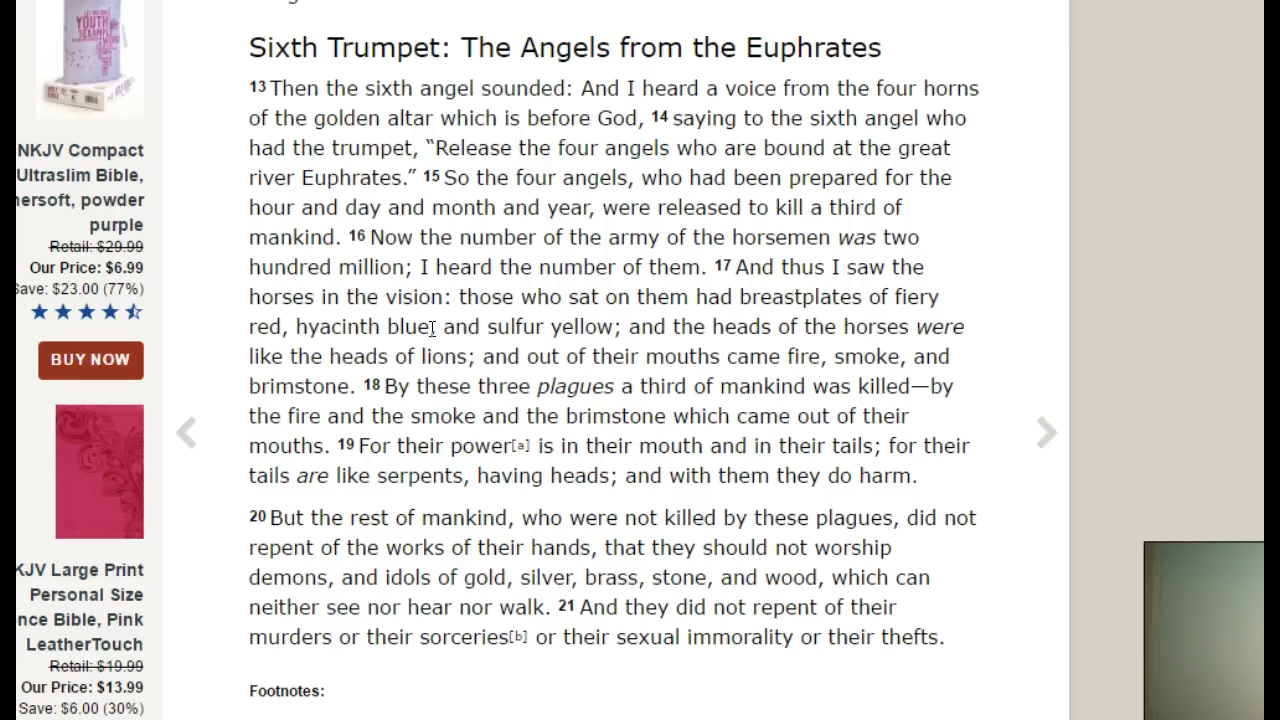 Sixth Trumpet: The Angels from the Euphrates
13 Then the sixth angel sounded: And I heard a voice from the four horns
of the golden altar which is before God, 14 saying to the sixth angel who
had the trumpet, “Release the four angels who are bound at the great
river Euphrates.” 15 So the four angels, who had been prepared for the
hour and day and month and year, were released to kill a third of
mankind. 16 Now the number of the army of the horsemen was two
hundred million; I heard the number of them. 17 And thus I saw the
horses in the vision: those who sat on them had breastplates of fiery
red, hyacinth blue, and sulfur yellow; and the heads of the horses were
like the heads of lions; and out of their mouths came fire, smoke, and
brimstone. 18 By these three plagues a third of mankind was killed—by
the fire and the smoke and the brimstone which came out of their
mouths. 19 For their power[a] is in their mouth and in their tails; for their
tails are like serpents, having heads; and with them they do harm.
20 But the rest of mankind, who were not killed by these plagues, did not
repent of the works of their hands, that they should not worship
demons, and idols of gold, silver, brass, stone, and wood, which can
neither see nor hear nor walk. 21 And they did not repent of their
murders or their sorceries[b] or their sexual immorality or their thefts.
Footnotes:
YOUTH
NKJV Compact
Ultraslim Bible,
hersoft, powder
purple
Retail: $29.99
Our Price: $6.99
Save: $23.00 (77%)
BUY NOW
KJV Large Print
Personal Size
nce Bible, Pink
LeatherTouch
Retail: $19.99
Our Price: $13.99
Save: $6.00 (30%)